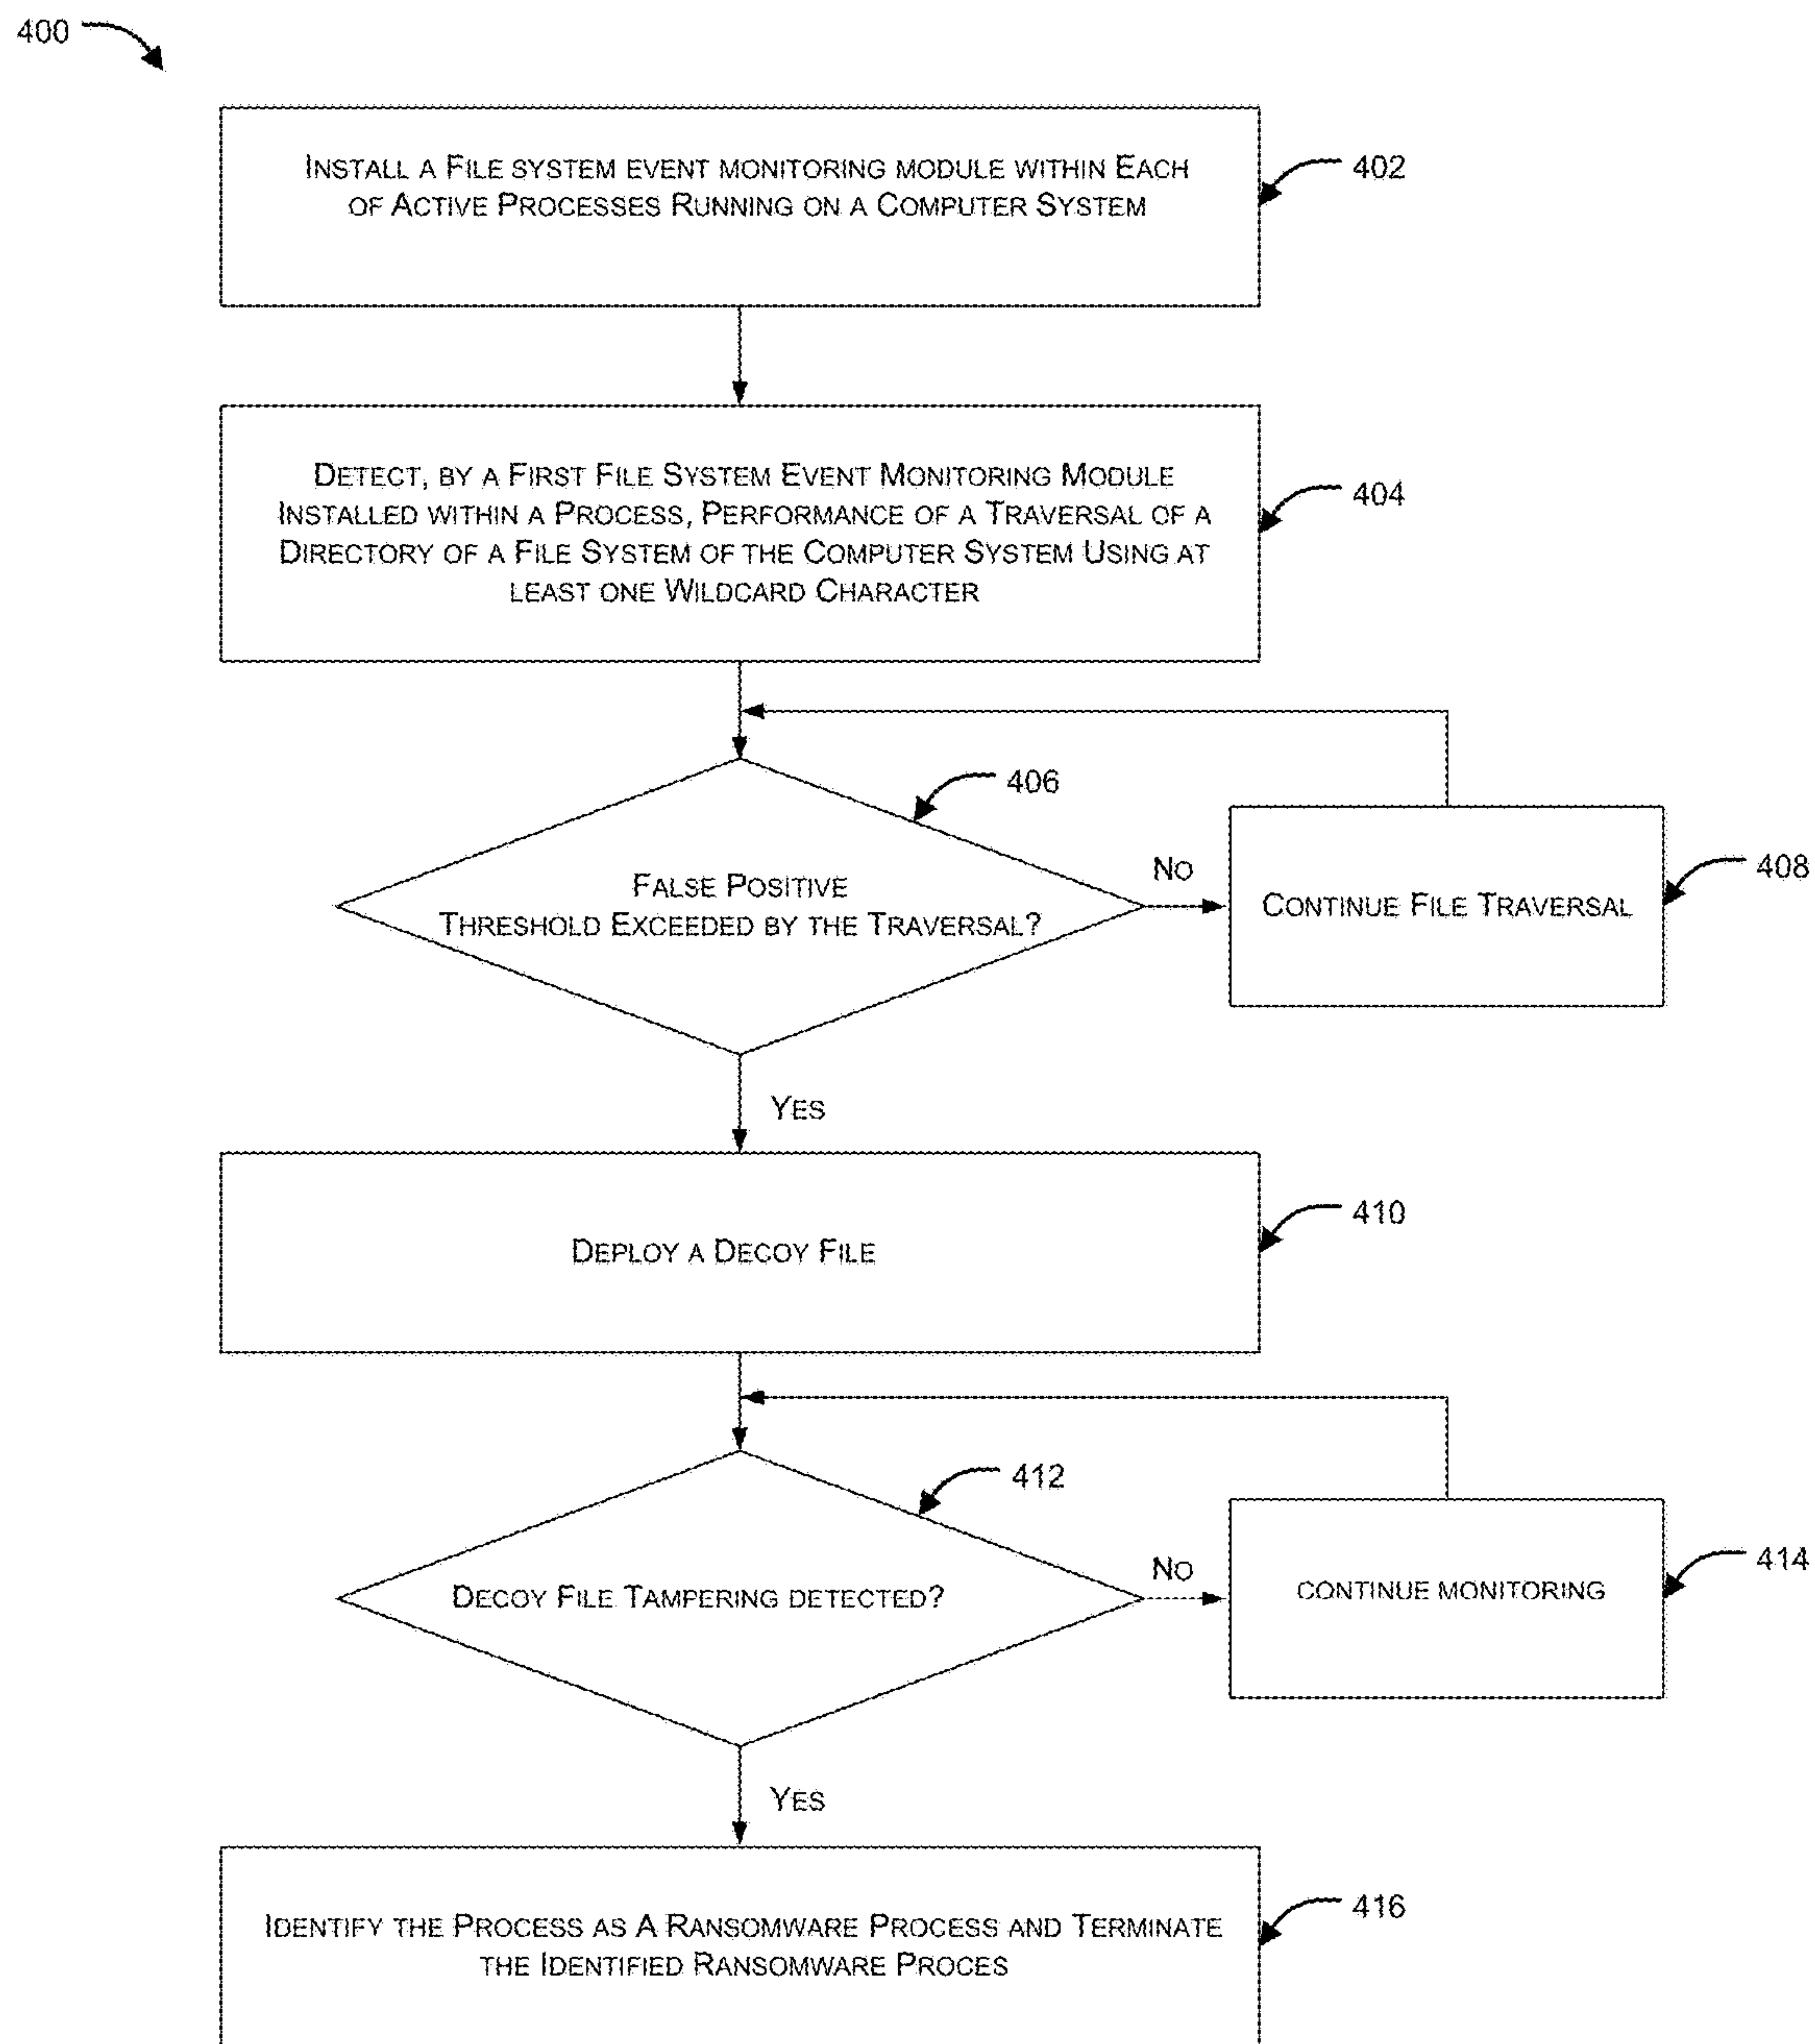 400
INSTALL A FILE SYSTEM EVENT MONITORING MODULE WITHIN EACH
OF ACTIVE PROCESSES RUNNING ON A COMPUTER SYSTEM
402
DETECT, BY A FIRST FILE SYSTEM EVENT MONITORING MODULE
INSTALLED WITHIN A PROCESS, PERFORMANCE OF A TRAVERSAL OF A
DIRECTORY OF A FILE SYSTEM OF THE COMPUTER SYSTEM USING AT
LEAST ONE WILDCARD CHARACTER
404
406
FALSE POSITIVE
THRESHOLD EXCEEDED BY THE TRAVERSAL?
NO
CONTINUE FILE TRAVERSAL
408
YES
DEPLOY A DECOY FILE
410
412
DECOY FILE TAMPERING DETECTED?
NO
CONTINUE MONITORING
414
YES
IDENTIFY THE PROCESS AS A RANSOMWARE PROCESS AND TERMINATE
THE IDENTIFIED RANSOMWARE PROCES
416